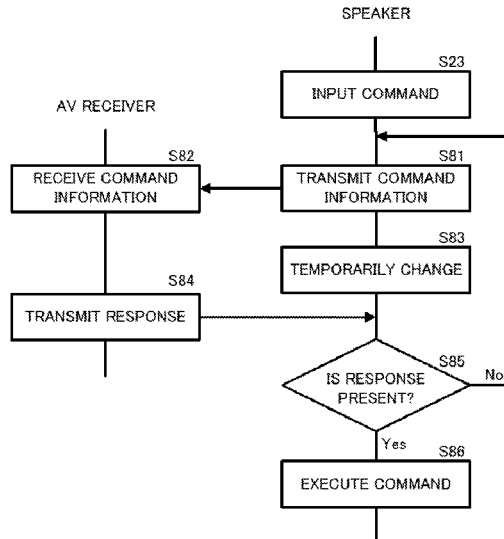 SPEAKER
S23
INPUT COMMAND
AV RECEIVER
S82
RECEIVE COMMAND
INFORMATION
S81
TRANSMIT COMMAND
INFORMATION
S83
TEMPORARILY CHANGE
S84
TRANSMIT RESPONSE
S85
IS RESPONSE
PRESENT?
No
Yes
S86
EXECUTE COMMAND